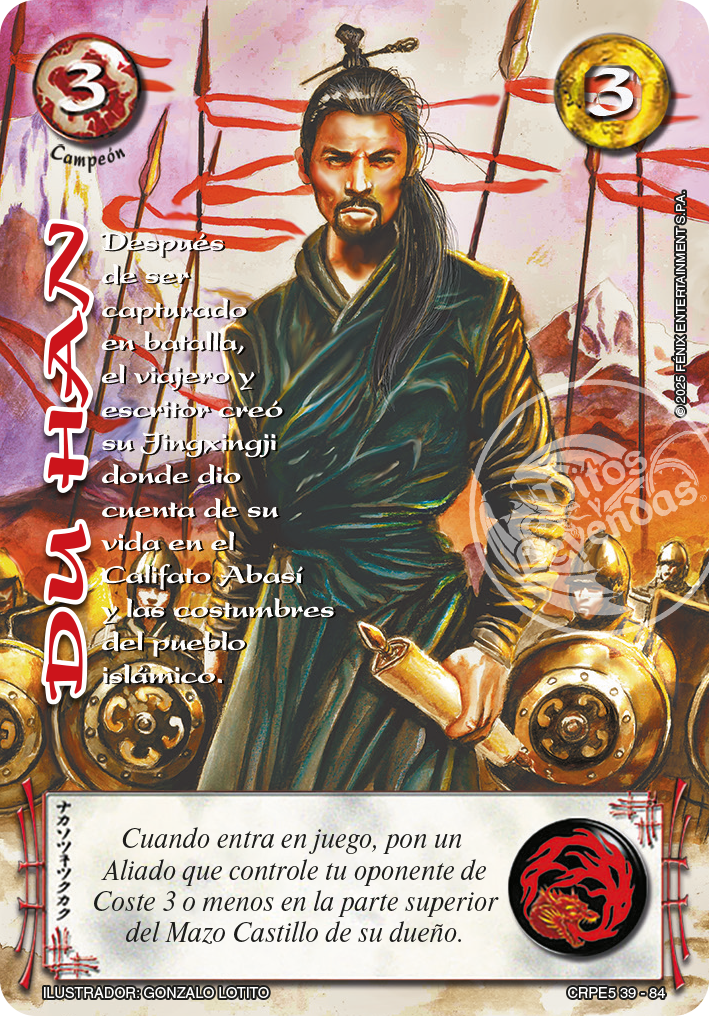 3
Campeón
3
DU HAN
Después
de ser
capturado
en batalla,
el viajero y
escritor creó
su Jingxingji
donde dio
cuenta de su
vida en el
Califato Abasí
y las costumbres
del pueblo
islámico.
© 2025 FÉNIX ENTERTAINMENT S.P.A.
mitos
y
Leyendas
ナカソツネツクカク
Cuando entra en juego, pon un
Aliado que controle tu oponente de
Coste 3 o menos en la parte superior
del Mazo Castillo de su dueño.
ILUSTRADOR: GONZALO LOTITO
CRPE5 39 - 84